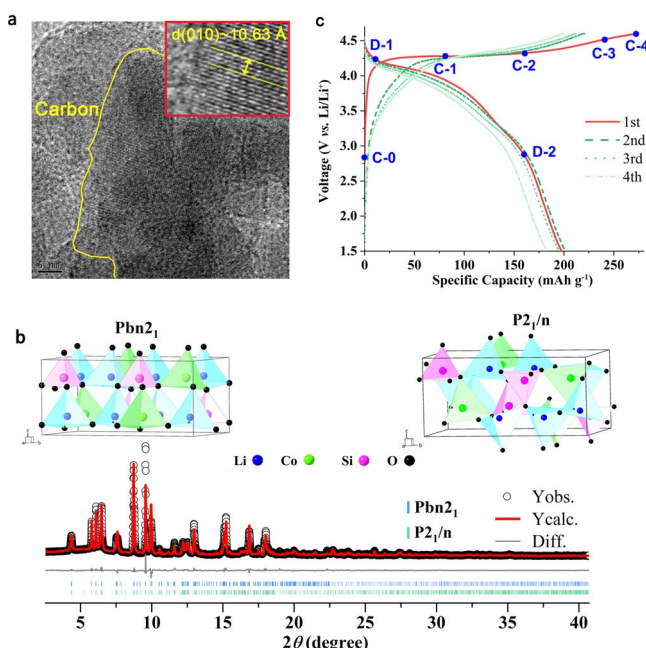 a
d(010)~10.63 Å
Carbon
5 nm
c
Voltage (V vs. Li/Li⁺)
4.5
4.0
3.5
3.0
2.5
2.0
1.5
D-1
C-1
C-2
C-3
C-4
C-0
D-2
1st
2nd
3rd
4th
0 50 100 150 200 250
Specific Capacity (mAh g⁻¹)
b
Pbn2₁
P2₁/n
Li Co Si O
Pbn2₁
P2₁/n
Yobs.
Ycalc.
Diff.
5 10 15 20 25 30 35 40
2θ (degree)